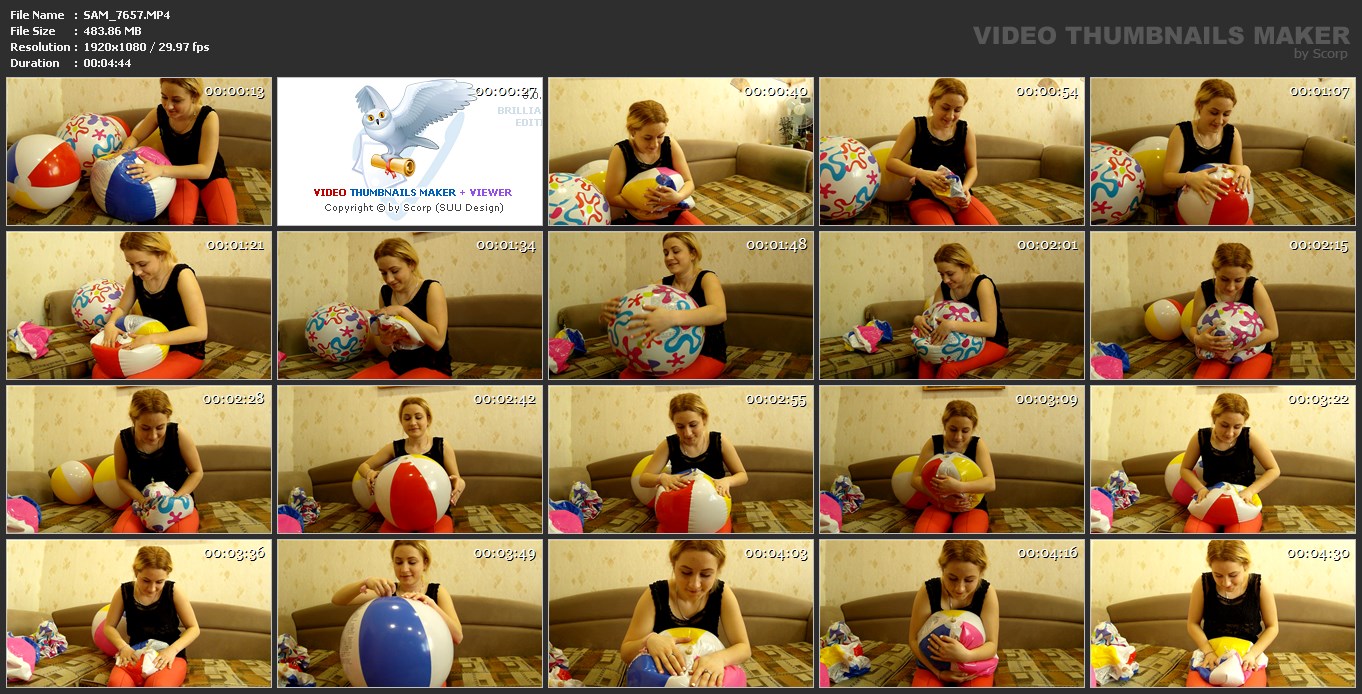 File Name : SAM_7657.MP4
File Size : 483.86 MB
Resolution : 1920x1080 / 29.97 fps
Duration : 00:04:44
VIDEO THUMBNAILS MAKER
by Scorp
00:00:13
00:00:27
BRILLIA
EDIT
VIDEO THUMBNAILS MAKER + VIEWER
Copyright © by Scorp (SUU Design)
00:00:40
00:00:54
00:01:07
00:01:21
00:01:34
00:01:48
00:02:01
00:02:15
00:02:28
00:02:42
00:02:55
00:03:09
00:03:22
00:03:36
00:03:49
00:04:03
00:04:16
00:04:30